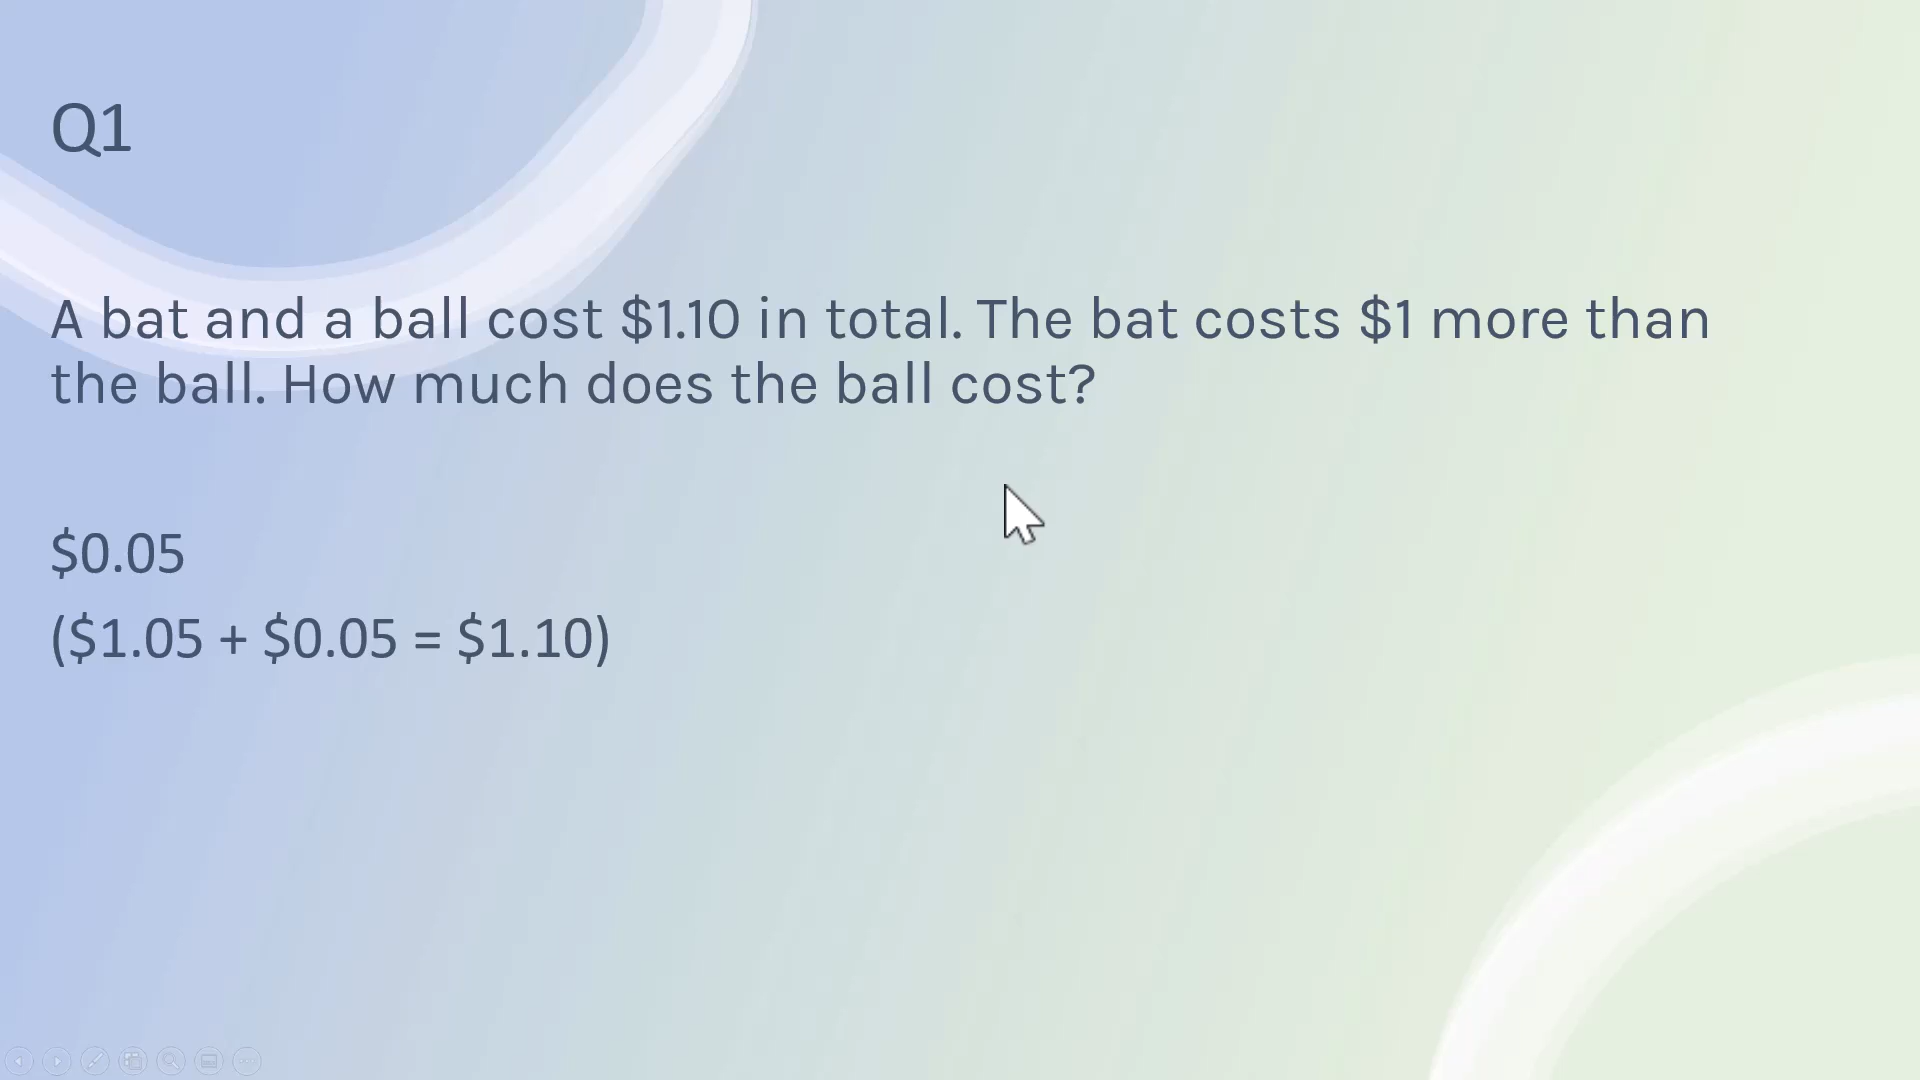 Q1
A bat and a ball cost $1.10 in total. The bat costs $1 more than
the ball. How much does the ball cost?
$0.05
($1.05 + $0.05 = $1.10)